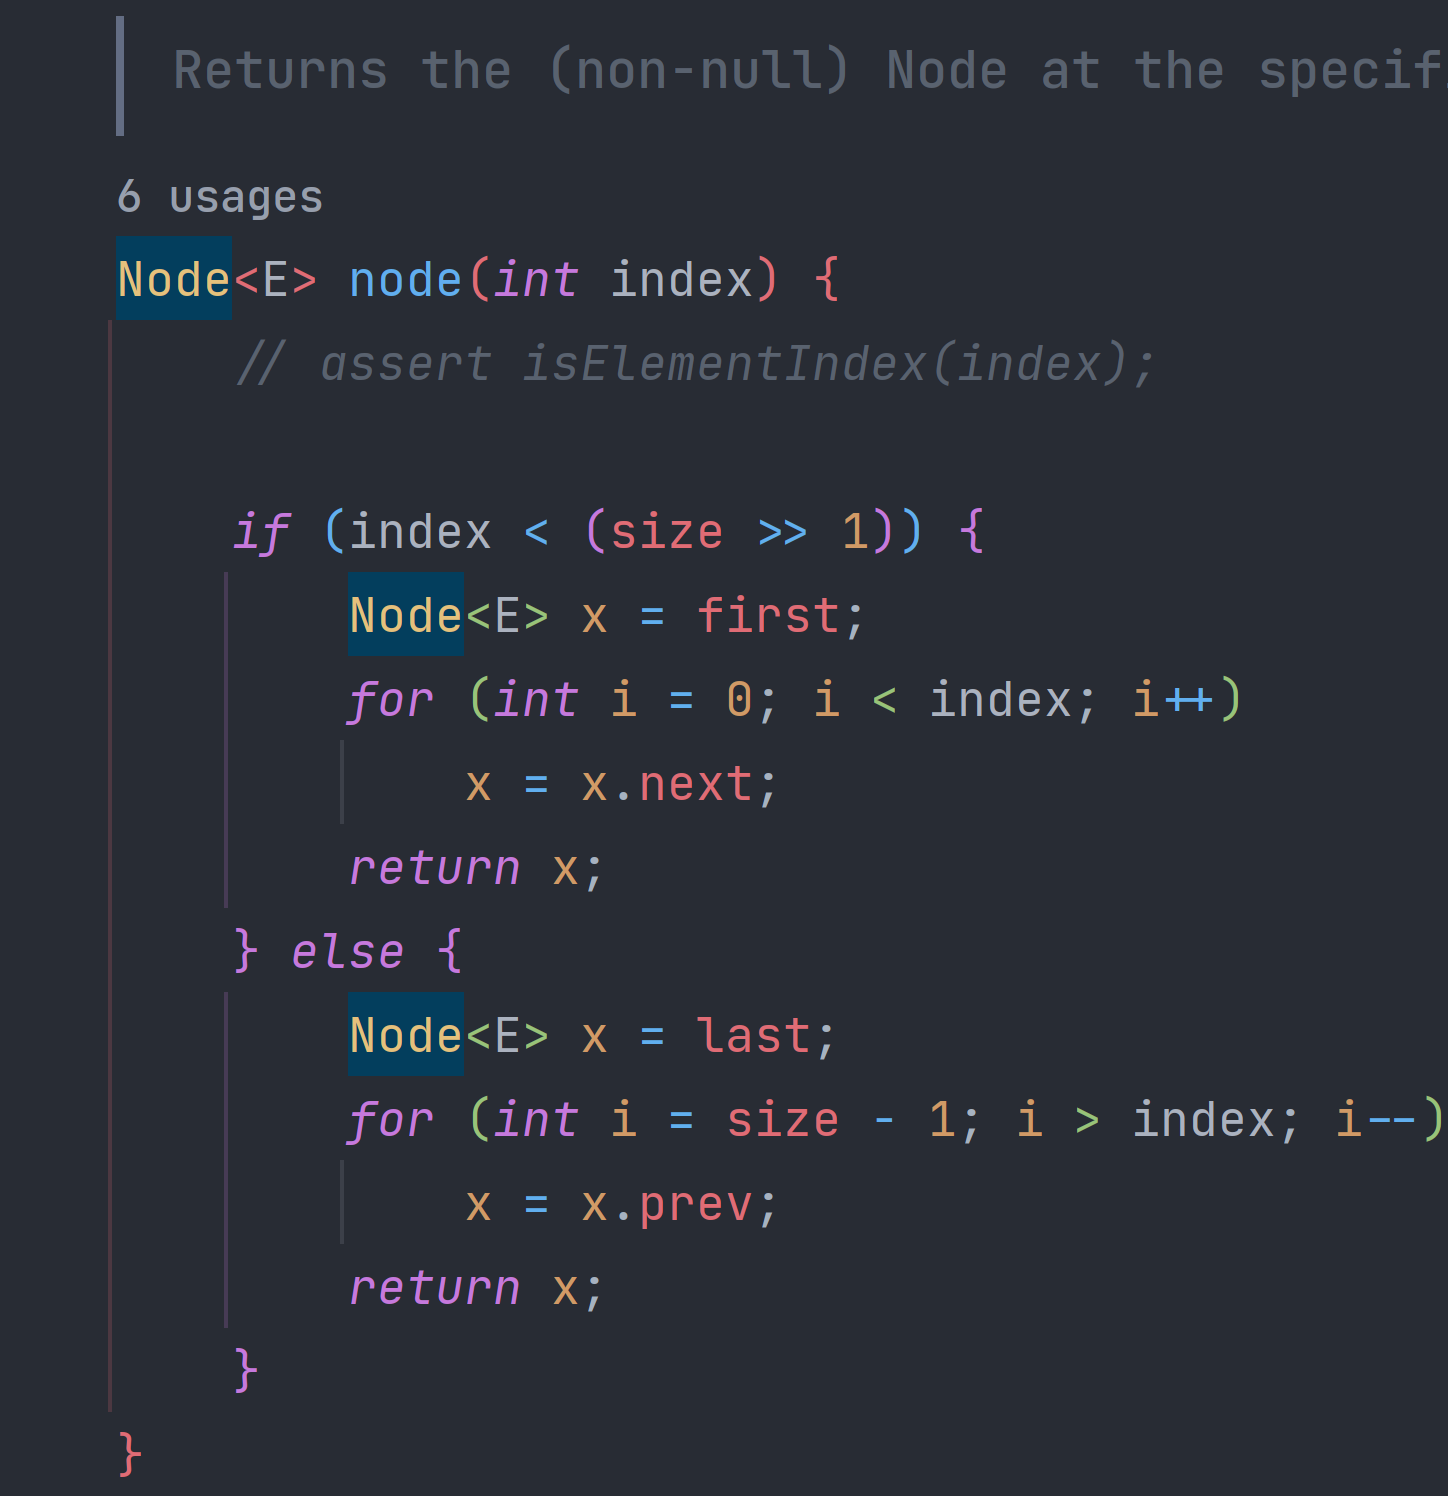 Returns the (non-null) Node at the specif
6 usages
Node<E> node(int index) {
// assert isElementIndex(index);
if (index < (size >> 1)) {
Node<E> x = first;
for (int i = 0; i < index; i++)
x = x.next;
return x;
} else {
Node<E> x = last;
for (int i = size - 1; i > index; i--)
x = x.prev;
return x;
}
}